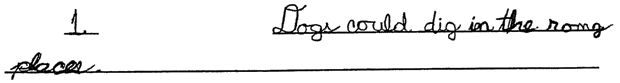 1. Dogs could dig in the rong
places.